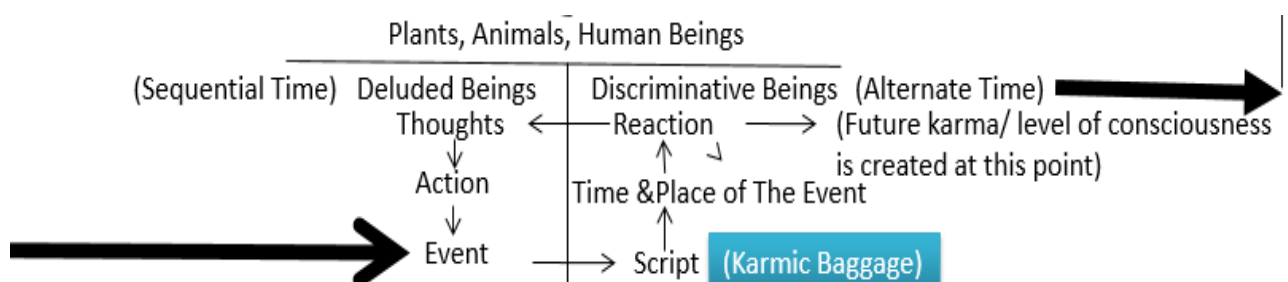 Plants, Animals, Human Beings
(Sequential Time) Deluded Beings Discriminative Beings (Alternate Time)
Thoughts Reaction (Future karma/ level of consciousness
is created at this point)
Action Time &Place of The Event
Event Script (Karmic Baggage)